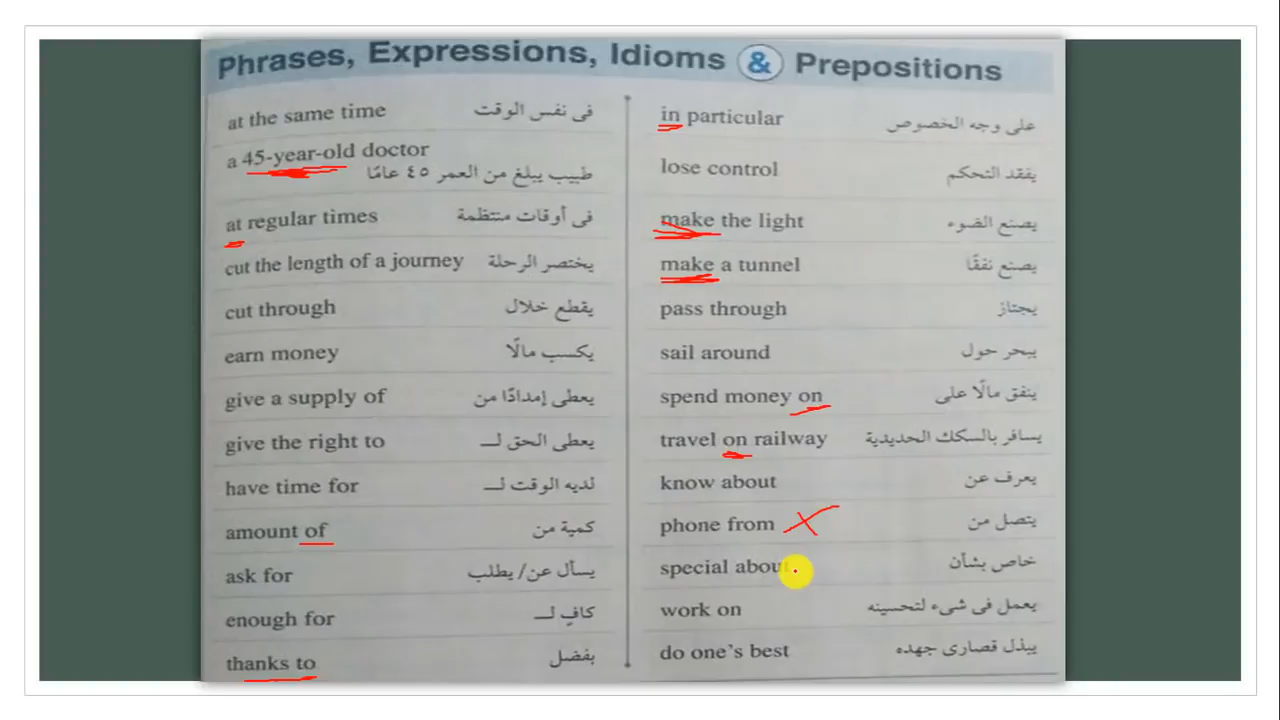 Phrases, Expressions, Idioms & Prepositions
at the same time فى نفس الوقت
a 45-year-old doctor
طبيب يبلغ من العمر ٤٥ عامًا
at regular times فى أوقات منتظمة
cut the length of a journey يختصر الرحلة
cut through يقطع خلال
earn money يكسب مالًا
give a supply of يعطى إمدادًا من
give the right to يعطى الحق لـــ
have time for لديه الوقت لـــ
amount of كمية من
ask for يسأل عن/ يطلب
enough for كافٍ لـــ
thanks to بفضل
in particular على وجه الخصوص
lose control يفقد التحكم
make the light يصنع الضوء
make a tunnel يصنع نفقًا
pass through يجتاز
sail around يبحر حول
spend money on ينفق مالًا على
travel on railway يسافر بالسكك الحديدية
know about يعرف عن
phone from يتصل من
special about خاص بشأن
work on يعمل فى شىء لتحسينه
do one's best يبذل قصارى جهده